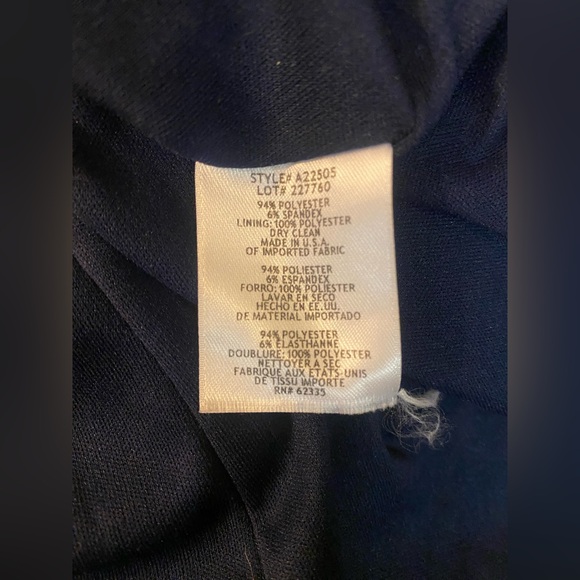 STYLE# A22505
LOT# 227760
94% POLYESTER
6% SPANDEX
LINING: 100% POLYESTER
DRY CLEAN
MADE IN U.S.A.
OF IMPORTED FABRIC
94% POLIESTER
6% ESPANDEX
FORRO: 100% POLIESTER
LAVAR EN SECO
HECHO EN EE.UU.
DE MATERIAL IMPORTADO
94% POLYESTER
6% ÉLASTHANNE
DOUBLURE: 100% POLYESTER
NETTOYER A SEC
FABRIQUE AUX ETATS-UNIS
DE TISSU IMPORTE
RN# 62335